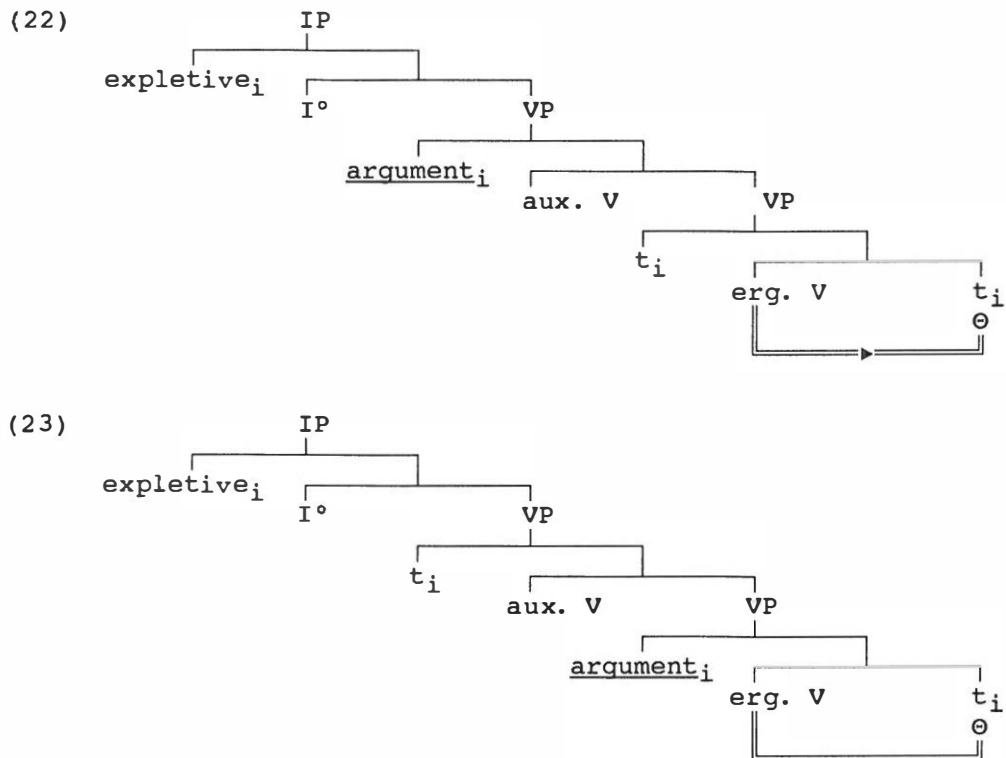 (22) IP
expletive_i
I° VP
argument_i
aux. V VP
t_i
erg. V t_i
Θ
(23) IP
expletive_i
I° VP
t_i
aux. V VP
argument_i
erg. V t_i
Θ